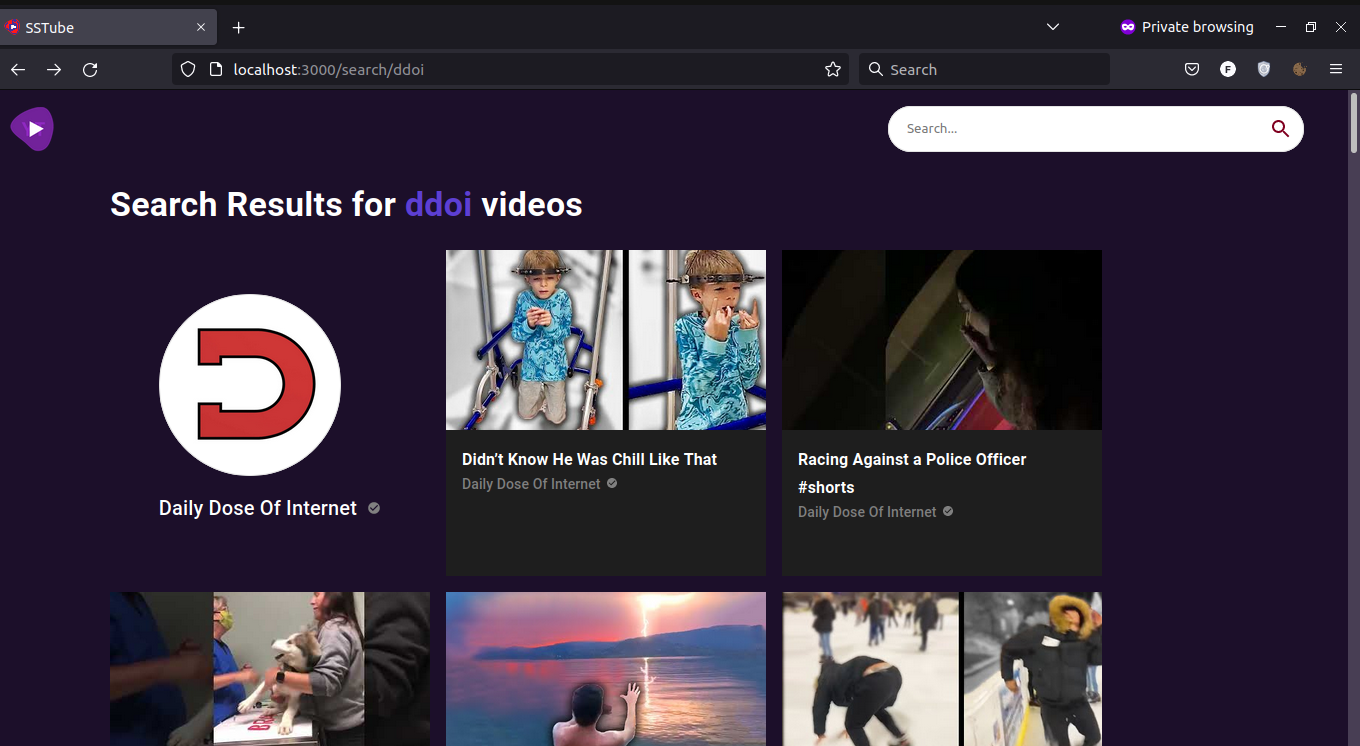 SSTube
Private browsing
localhost:3000/search/ddoi
Search
F
Search...
Search Results for ddoi videos
Daily Dose Of Internet
Didn’t Know He Was Chill Like That
Daily Dose Of Internet
Racing Against a Police Officer
#shorts
Daily Dose Of Internet